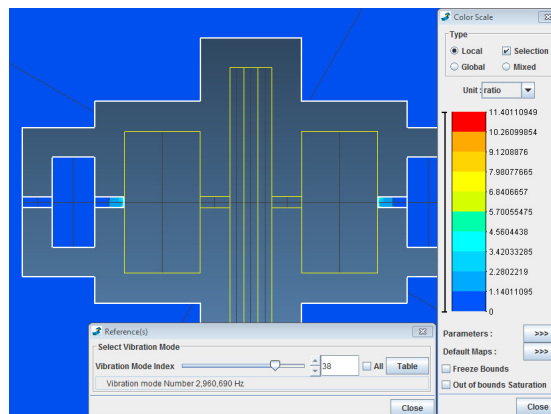 Color Scale
Type
Local
Selection
Global
Mixed
Unit : ratio
11.40110949
10.26099854
9.1208876
7.98077665
6.8406657
5.70055475
4.5604438
3.42033285
2.2802219
1.14011095
0
Parameters :
>>>
Default Maps :
>>>
Freeze Bounds
Out of bounds Saturation
Close
Reference(s)
Select Vibration Mode
Vibration Mode Index
38
All
Table
Vibration mode Number 2,960,690 Hz.
Close